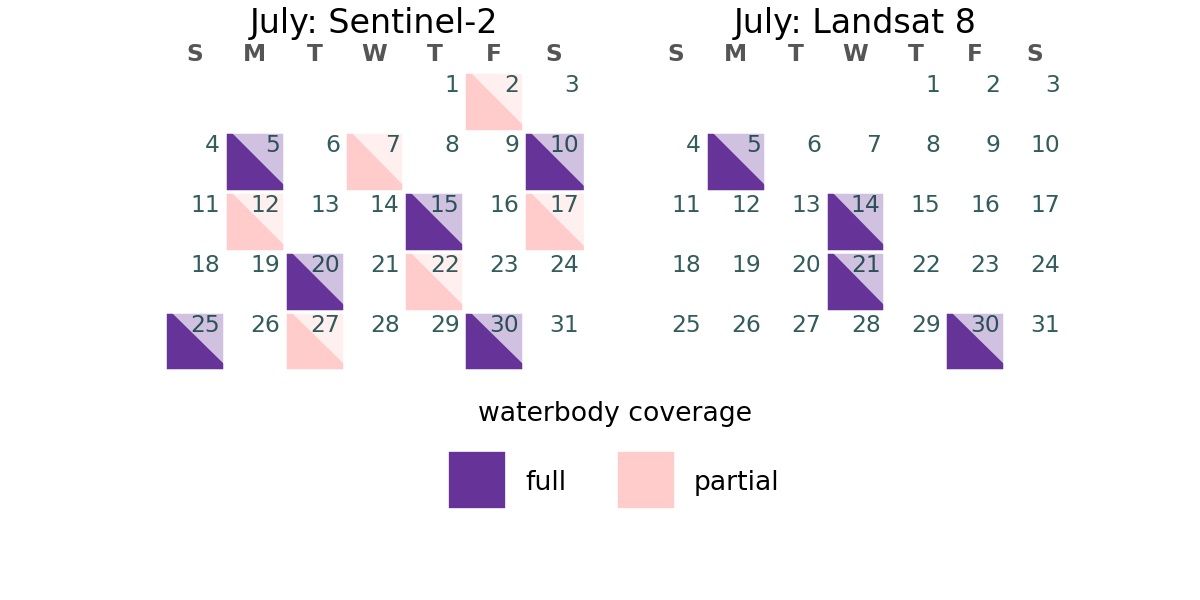 July: Sentinel-2
S M T W T F S
1 2 3
4 5 6 7 8 9 10
11 12 13 14 15 16 17
18 19 20 21 22 23 24
25 26 27 28 29 30 31
July: Landsat 8
S M T W T F S
1 2 3
4 5 6 7 8 9 10
11 12 13 14 15 16 17
18 19 20 21 22 23 24
25 26 27 28 29 30 31
waterbody coverage
full
partial